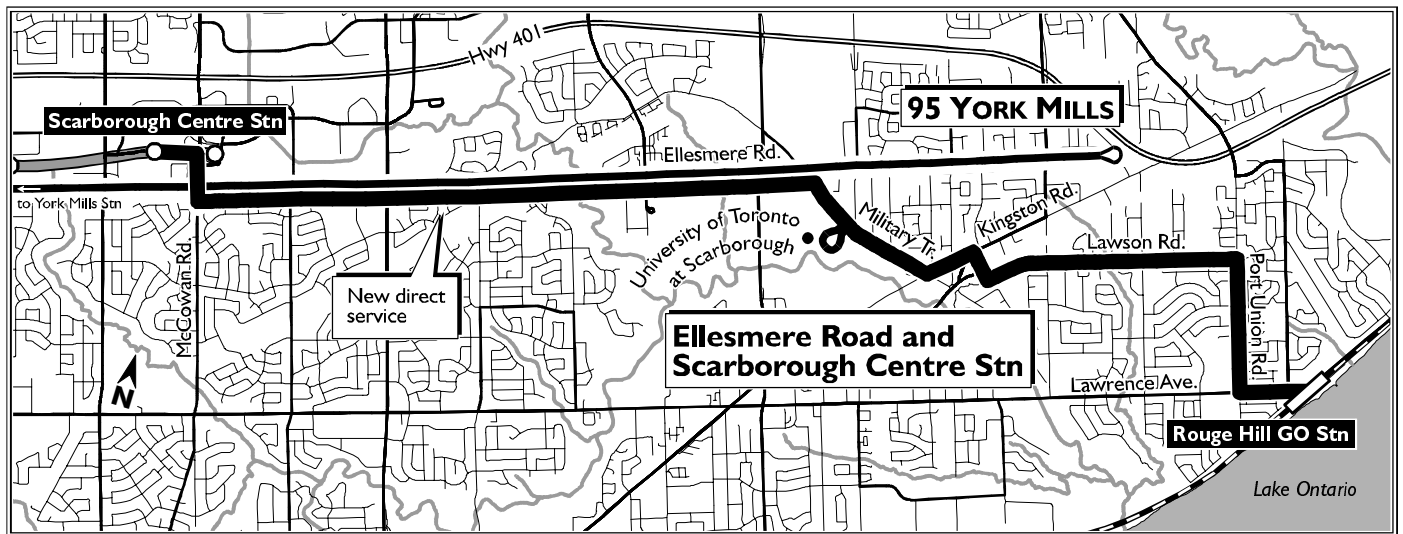 Hwy 401
95 YORK MILLS
Scarborough Centre Stn
Ellesmere Rd.
to York Mills Stn
University of Toronto
at Scarborough
Military Tr.
Kingston Rd.
Lawson Rd.
McCowan Rd.
New direct
service
Port Union Rd.
Ellesmere Road and
Scarborough Centre Stn
N
Lawrence Ave.
Rouge Hill GO Stn
Lake Ontario